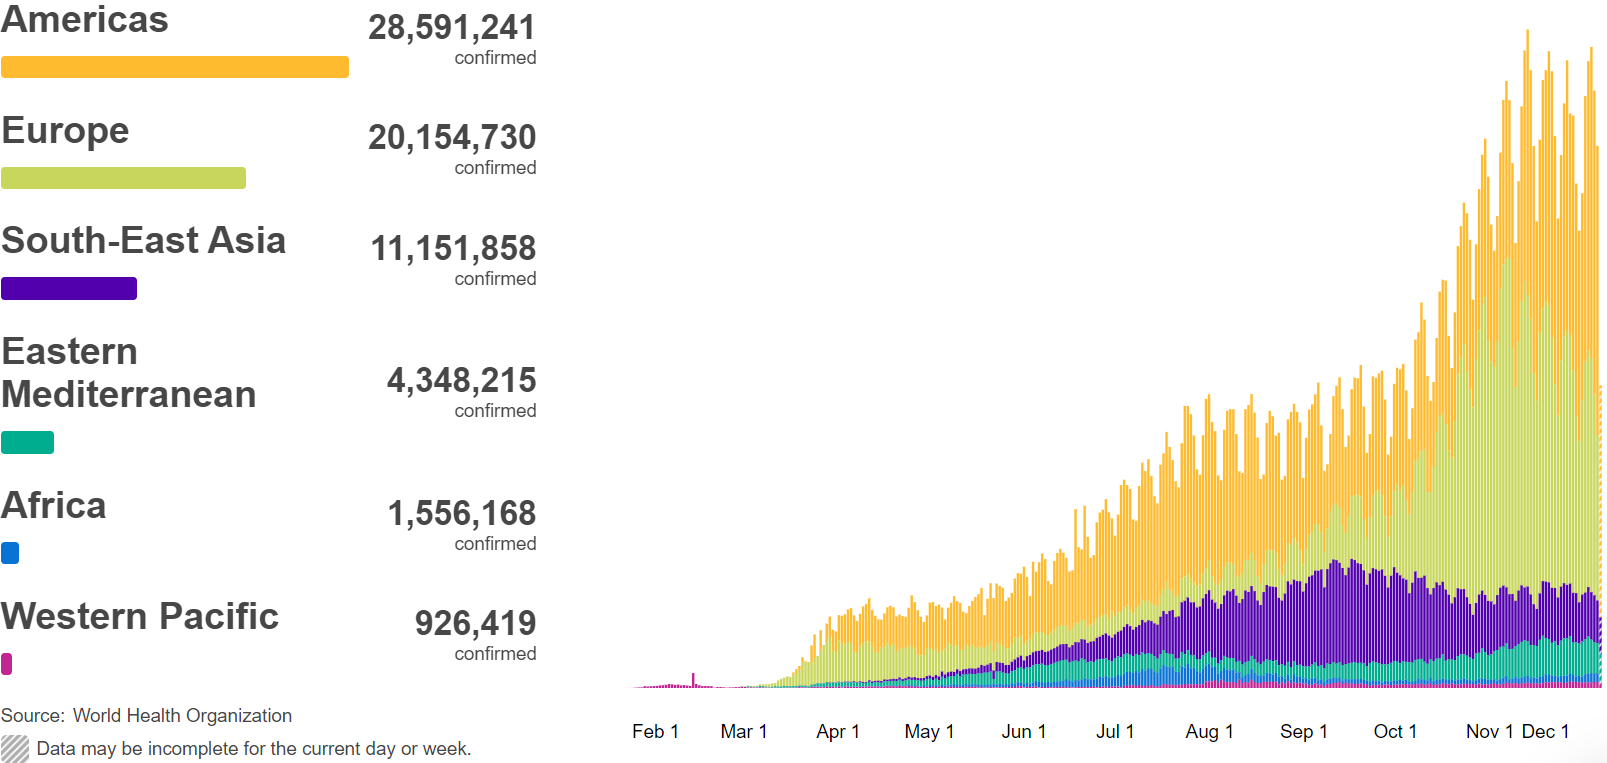 Americas
28,591,241
confirmed
Europe
20,154,730
confirmed
South-East Asia
11,151,858
confirmed
Eastern
Mediterranean
4,348,215
confirmed
Africa
1,556,168
confirmed
Western Pacific
926,419
confirmed
Source: World Health Organization
Data may be incomplete for the current day or week.
Feb 1 Mar 1 Apr 1 May 1 Jun 1 Jul 1 Aug 1 Sep 1 Oct 1 Nov 1 Dec 1